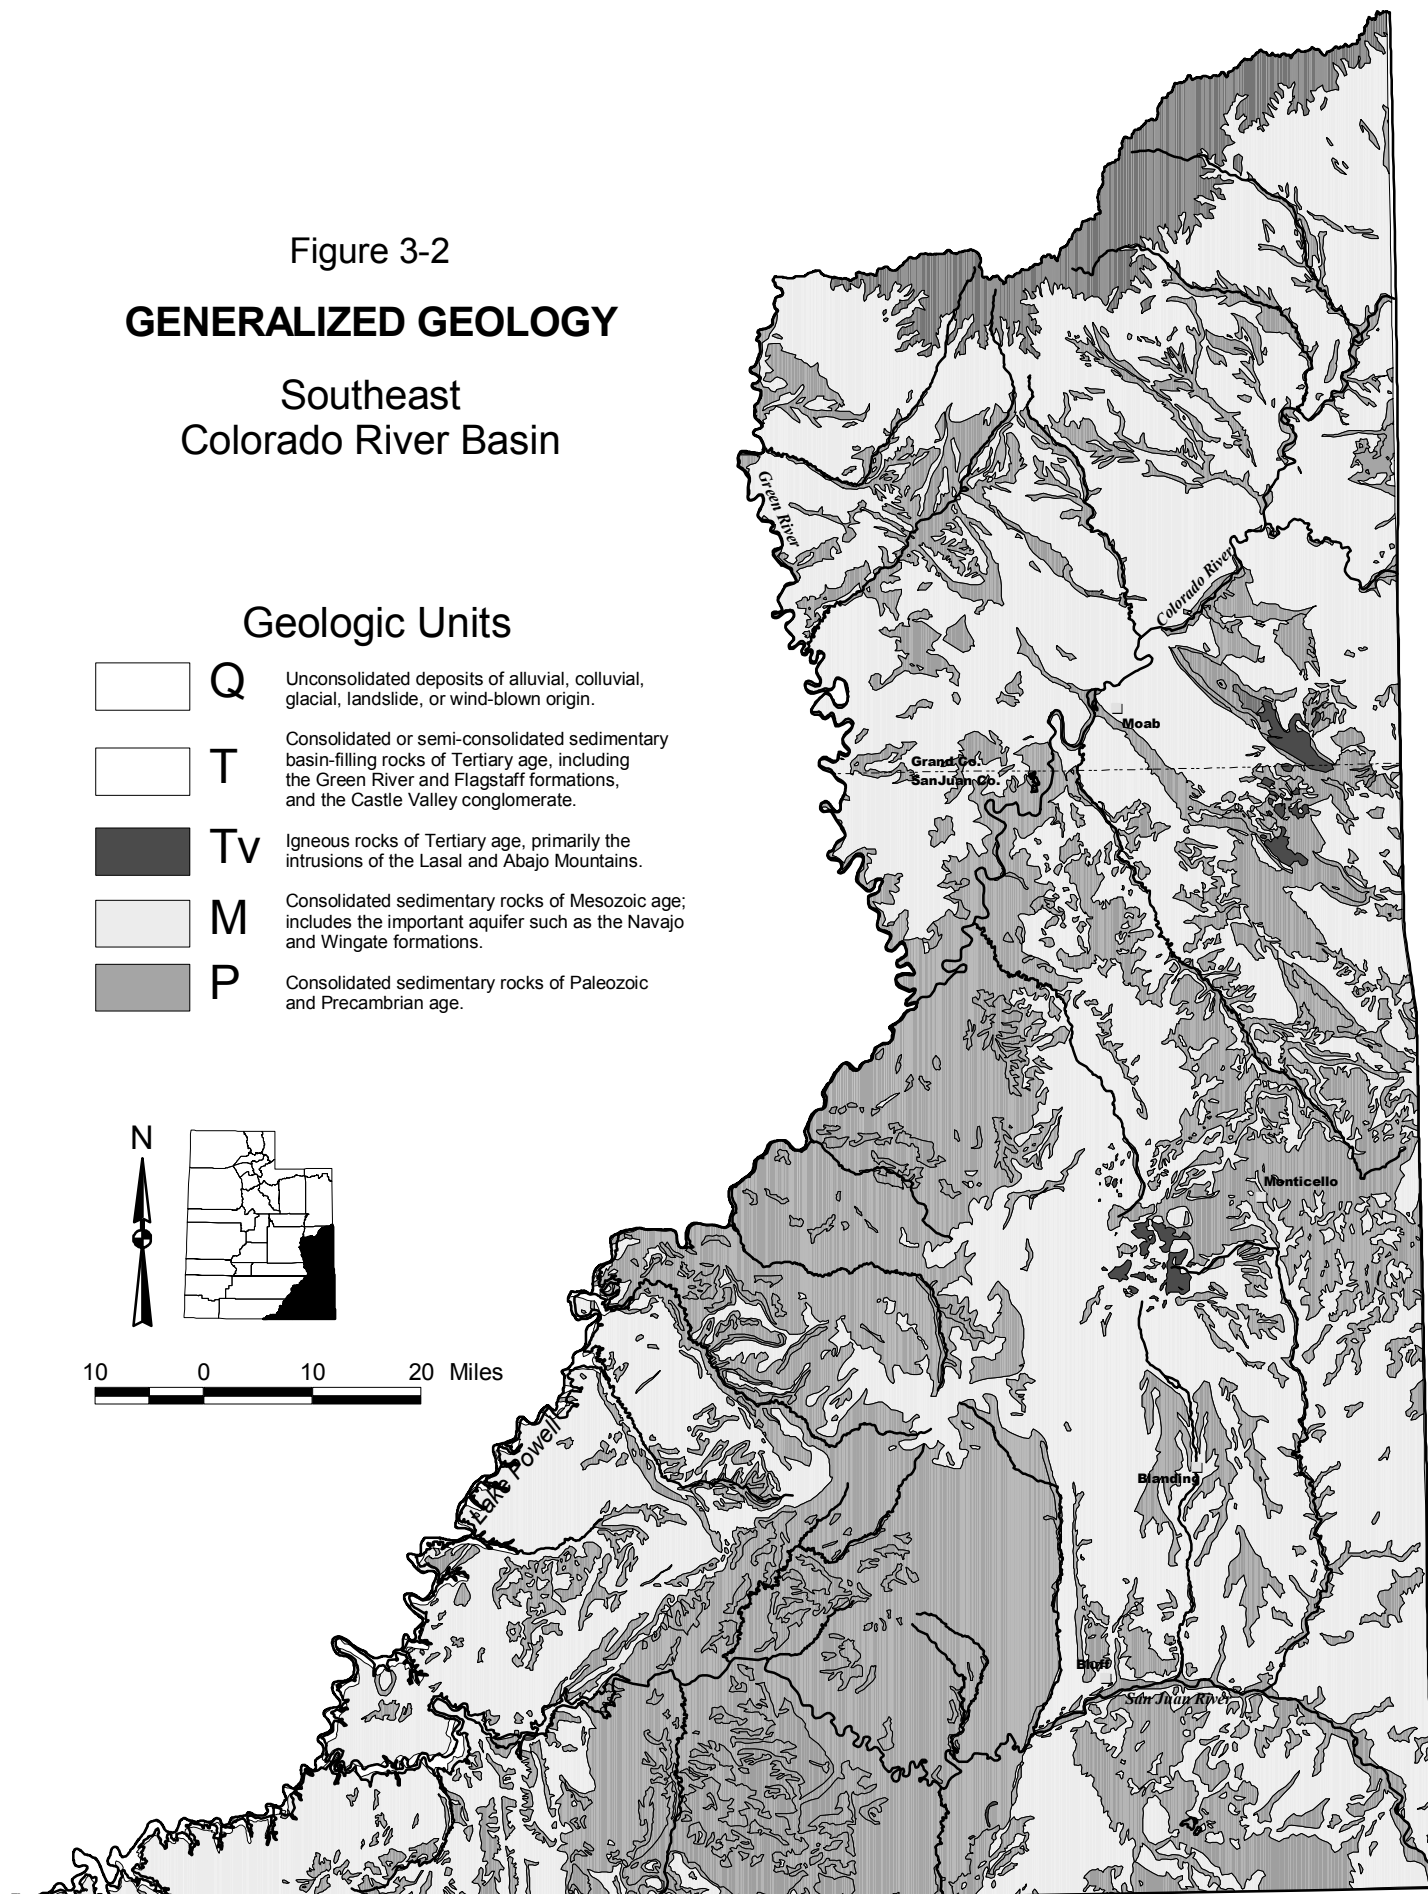 Figure 3-2
GENERALIZED GEOLOGY
Southeast
Colorado River Basin
Geologic Units
Q
Unconsolidated deposits of alluvial, colluvial,
glacial, landslide, or wind-blown origin.
T
Consolidated or semi-consolidated sedimentary
basin-filling rocks of Tertiary age, including
the Green River and Flagstaff formations,
and the Castle Valley conglomerate.
Tv
Igneous rocks of Tertiary age, primarily the
intrusions of the Lasal and Abajo Mountains.
M
Consolidated sedimentary rocks of Mesozoic age;
includes the important aquifer such as the Navajo
and Wingate formations.
P
Consolidated sedimentary rocks of Paleozoic
and Precambrian age.
N
10 0 10 20 Miles
Green River
Colorado River
Moab
Grand Co.
SanJuan Co.
Monticello
Lake Powell
Blanding
Bluff
San Juan River